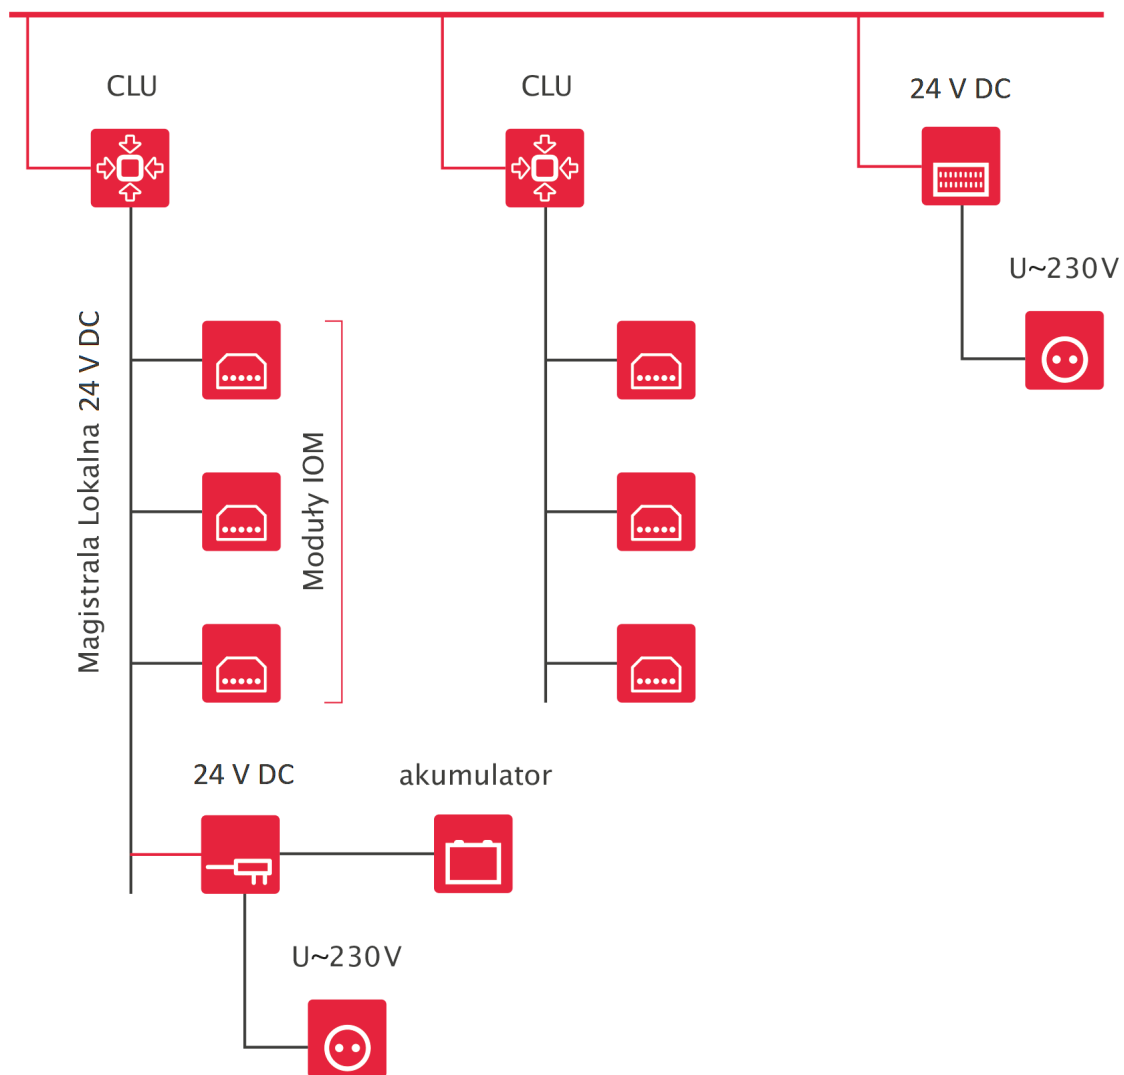 CLU
CLU
24 V DC
U~230V
Magistrala Lokalna 24 V DC
Moduły IOM
24 V DC
akumulator
U~230V